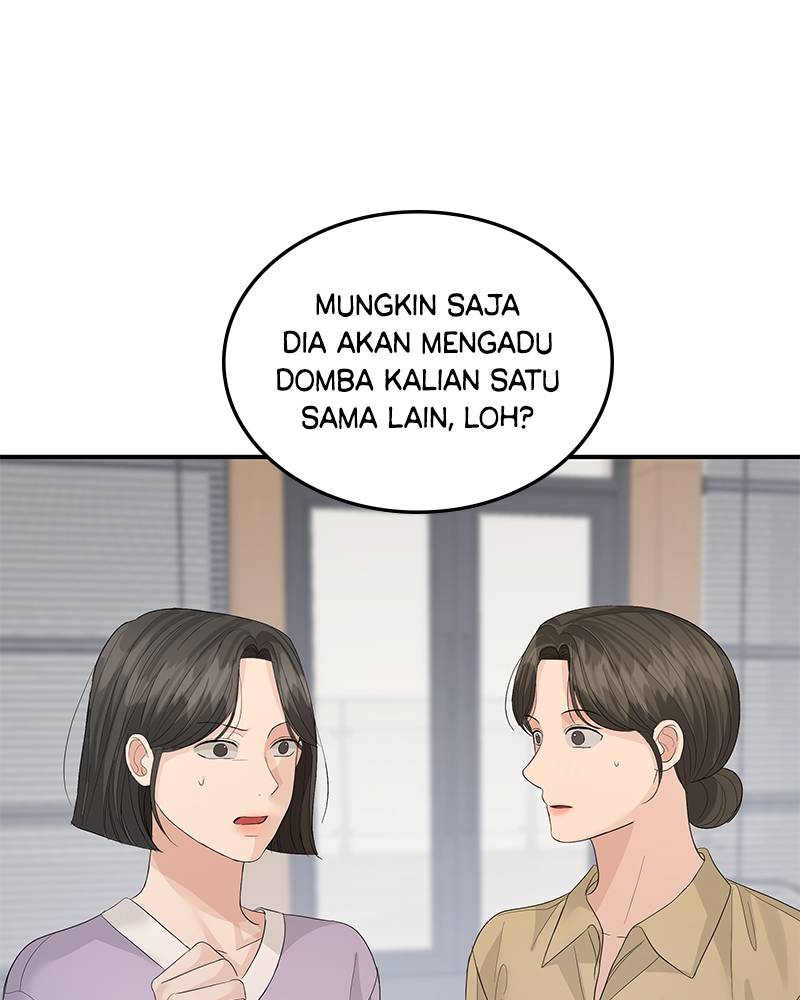 MUNGKIN SAJA
DIA AKAN MENGADU
DOMBA KALIAN SATU
SAMA LAIN, LOH?